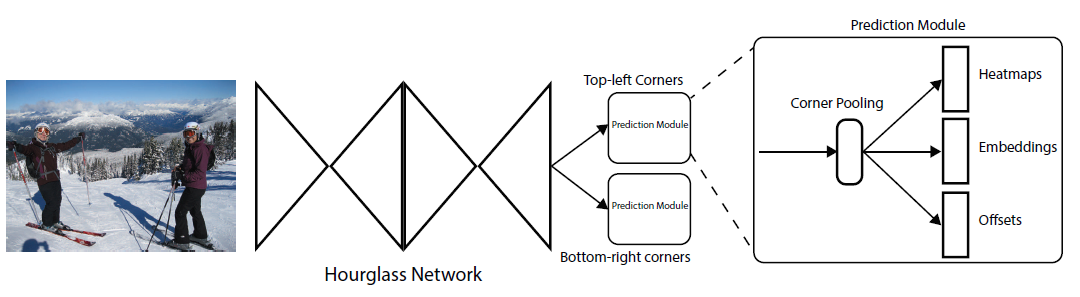 Prediction Module
Top-left Corners
Heatmaps
Corner Pooling
Prediction Module
Embeddings
Prediction Module
Offsets
Bottom-right corners
Hourglass Network